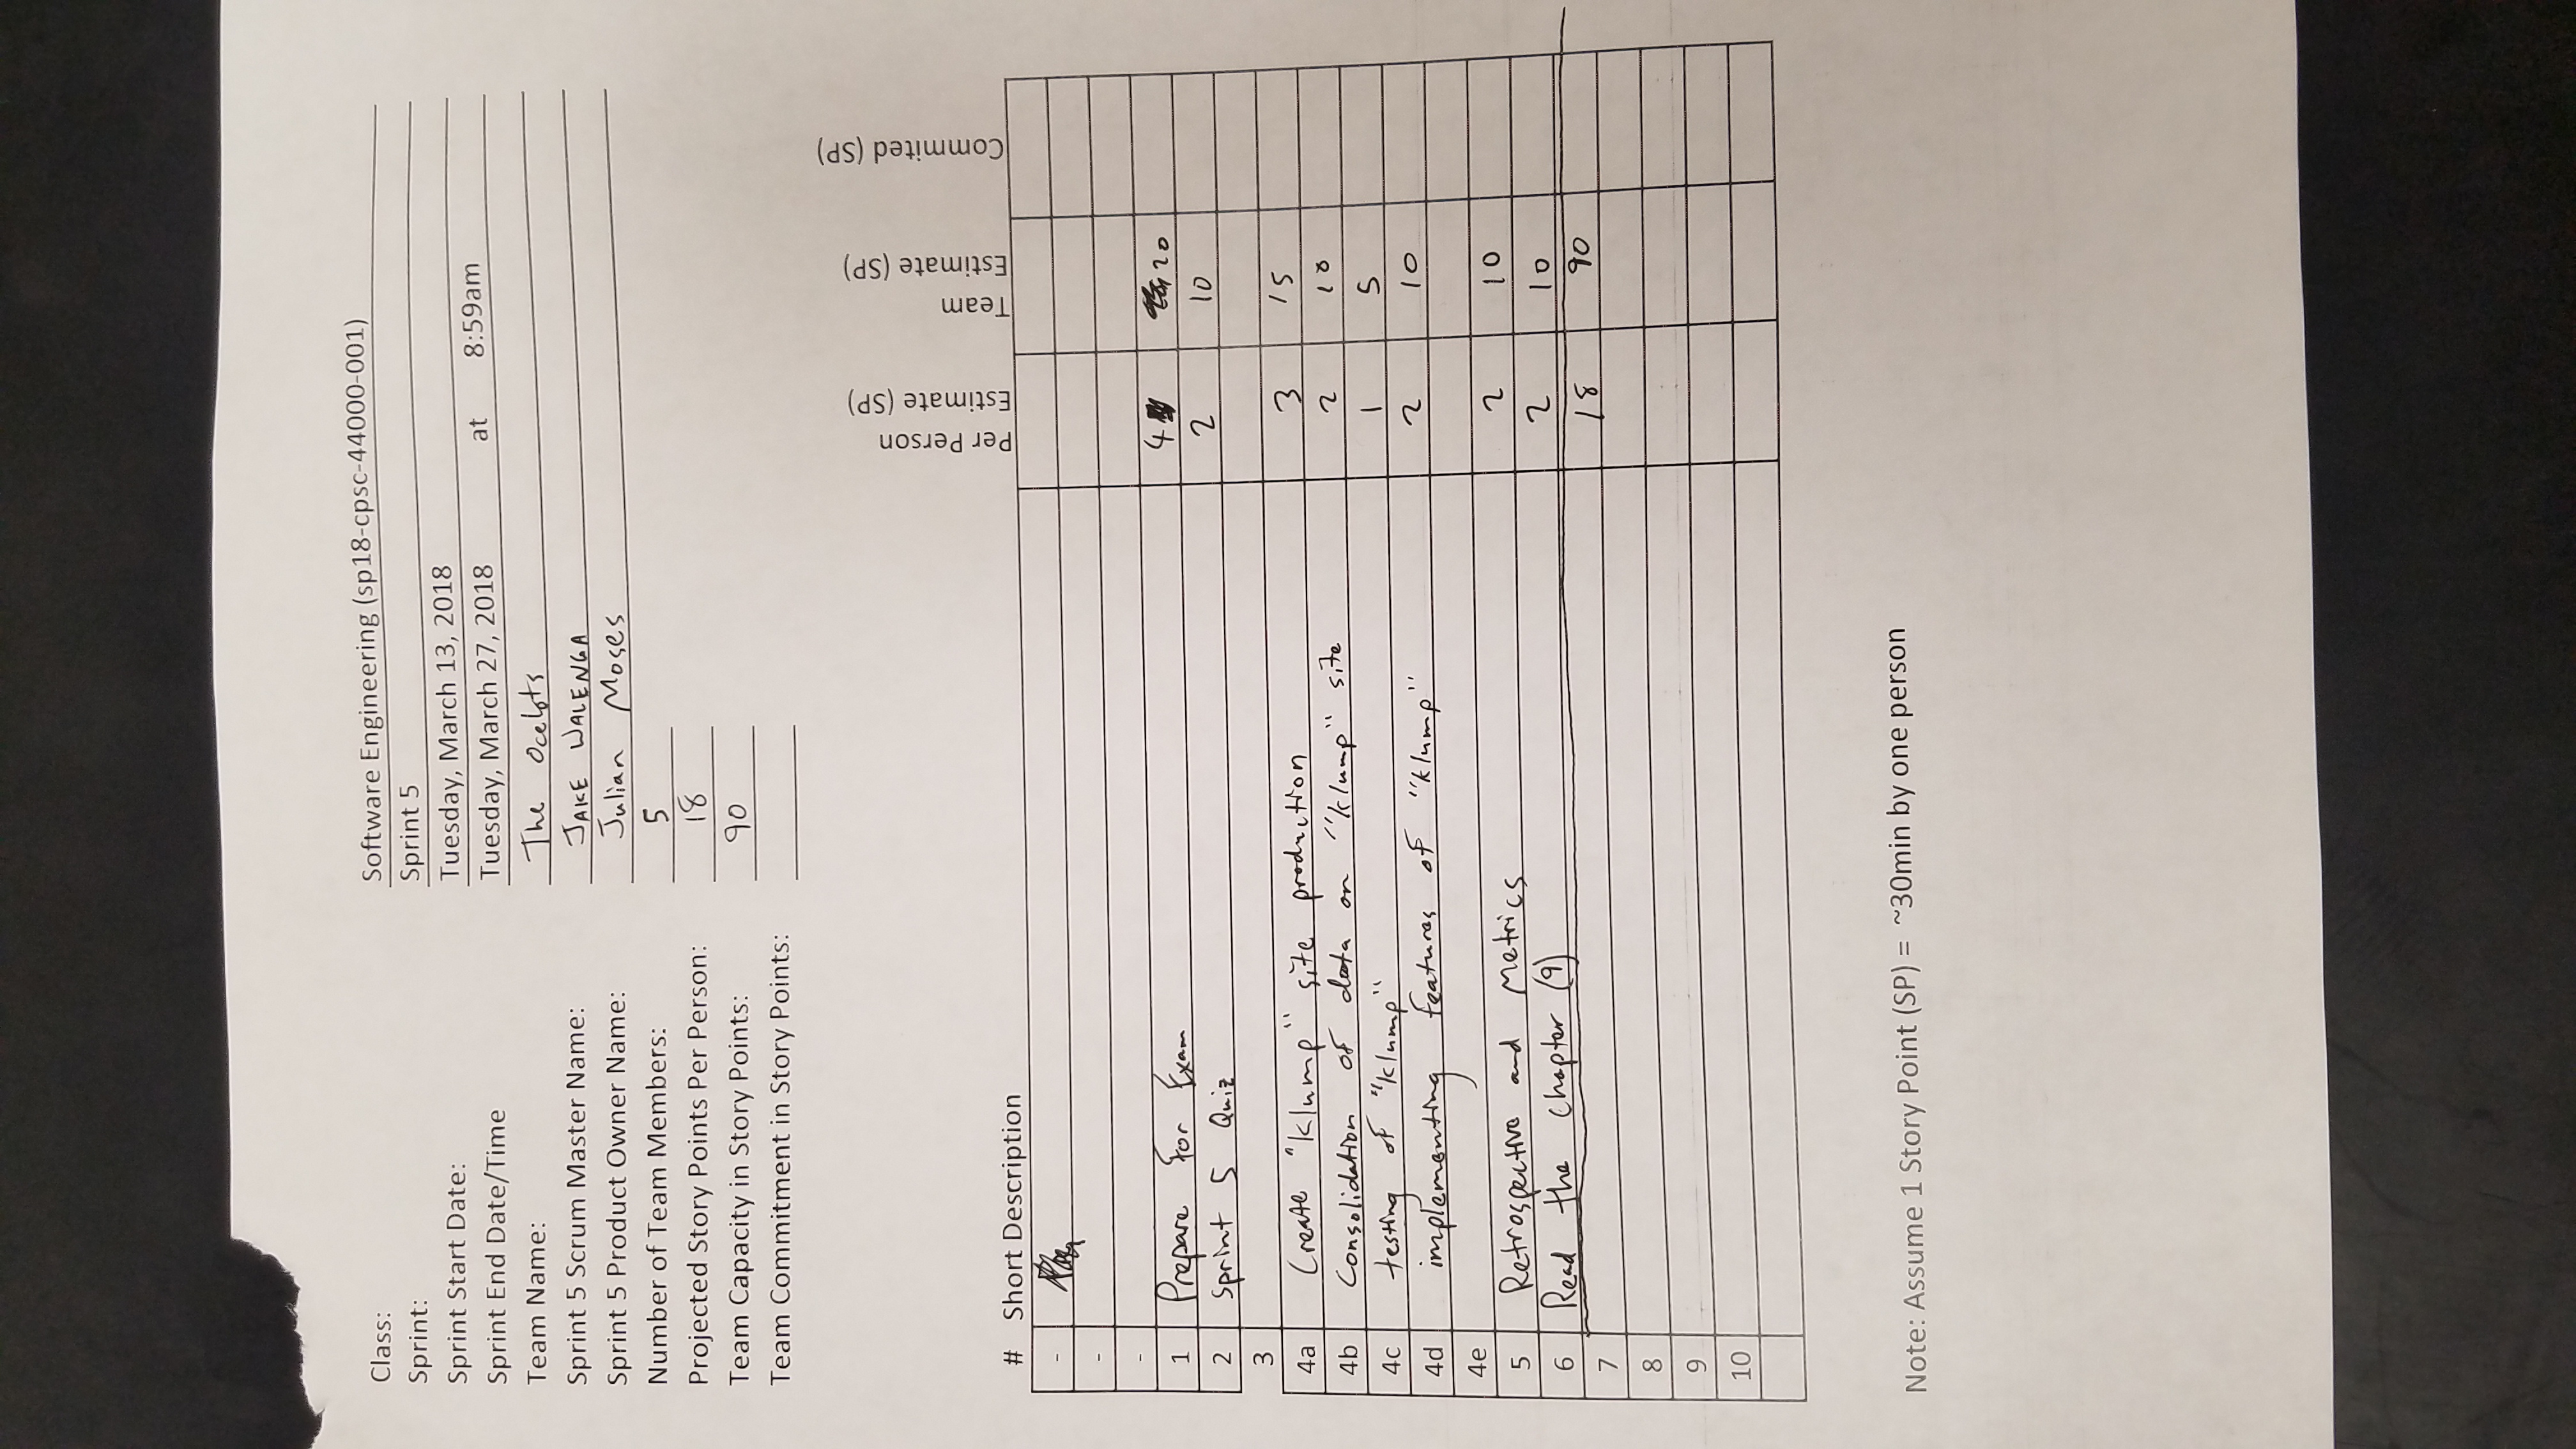 Class: Software Engineering (sp18-cpsc-44000-001)
Sprint: Sprint 5
Sprint Start Date: Tuesday, March 13, 2018
Sprint End Date/Time Tuesday, March 27, 2018 at 8:59am
Team Name: The Ocelots
Sprint 5 Scrum Master Name: JAKE WALENGA
Sprint 5 Product Owner Name: Julian Moses
Number of Team Members: 5
Projected Story Points Per Person: 18
Team Capacity in Story Points: 90
Team Commitment in Story Points:
# Short Description Per Person Estimate (SP) Team Estimate (SP) Commited (SP)
-
-
-
1 Prepare For Exam 4 20
2 Sprint 5 Quiz 2 10
3
4a Create "klump" site production 3 15
4b Consolidation of data on "klump" site 2 10
4c testing of "klump" 1 5
4d implementing features of "klump" 2 10
4e
5 Retrospective and Metrics 2 10
6 Read the chapter (9) 2 10
7 18 90
8
9
10
Note: Assume 1 Story Point (SP) = ~30min by one person